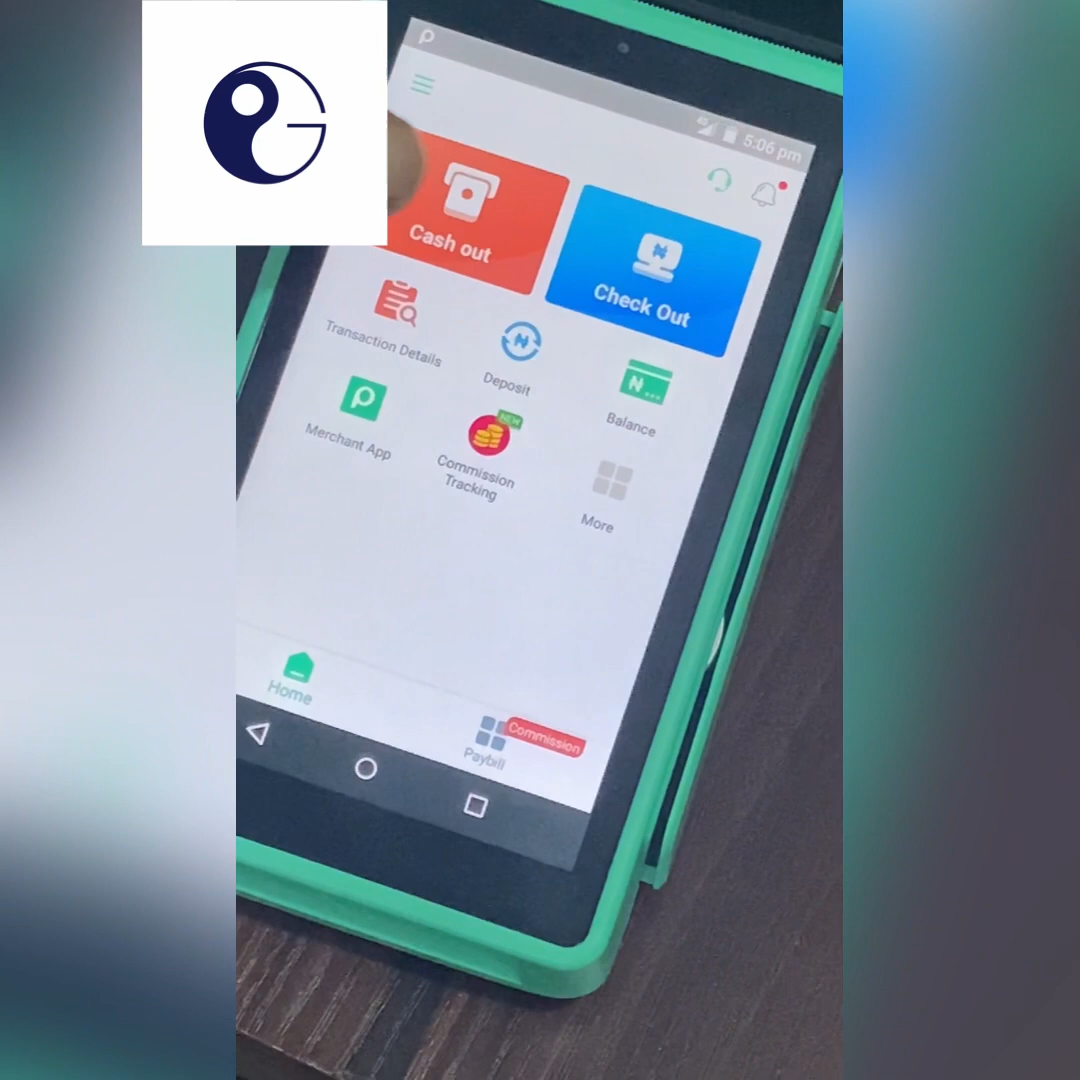 4G 5:06 pm
Cash out
Check Out
Transaction Details
Deposit
Balance
Merchant App
NEW
Commission
Tracking
More
Home
Commission
Paybill